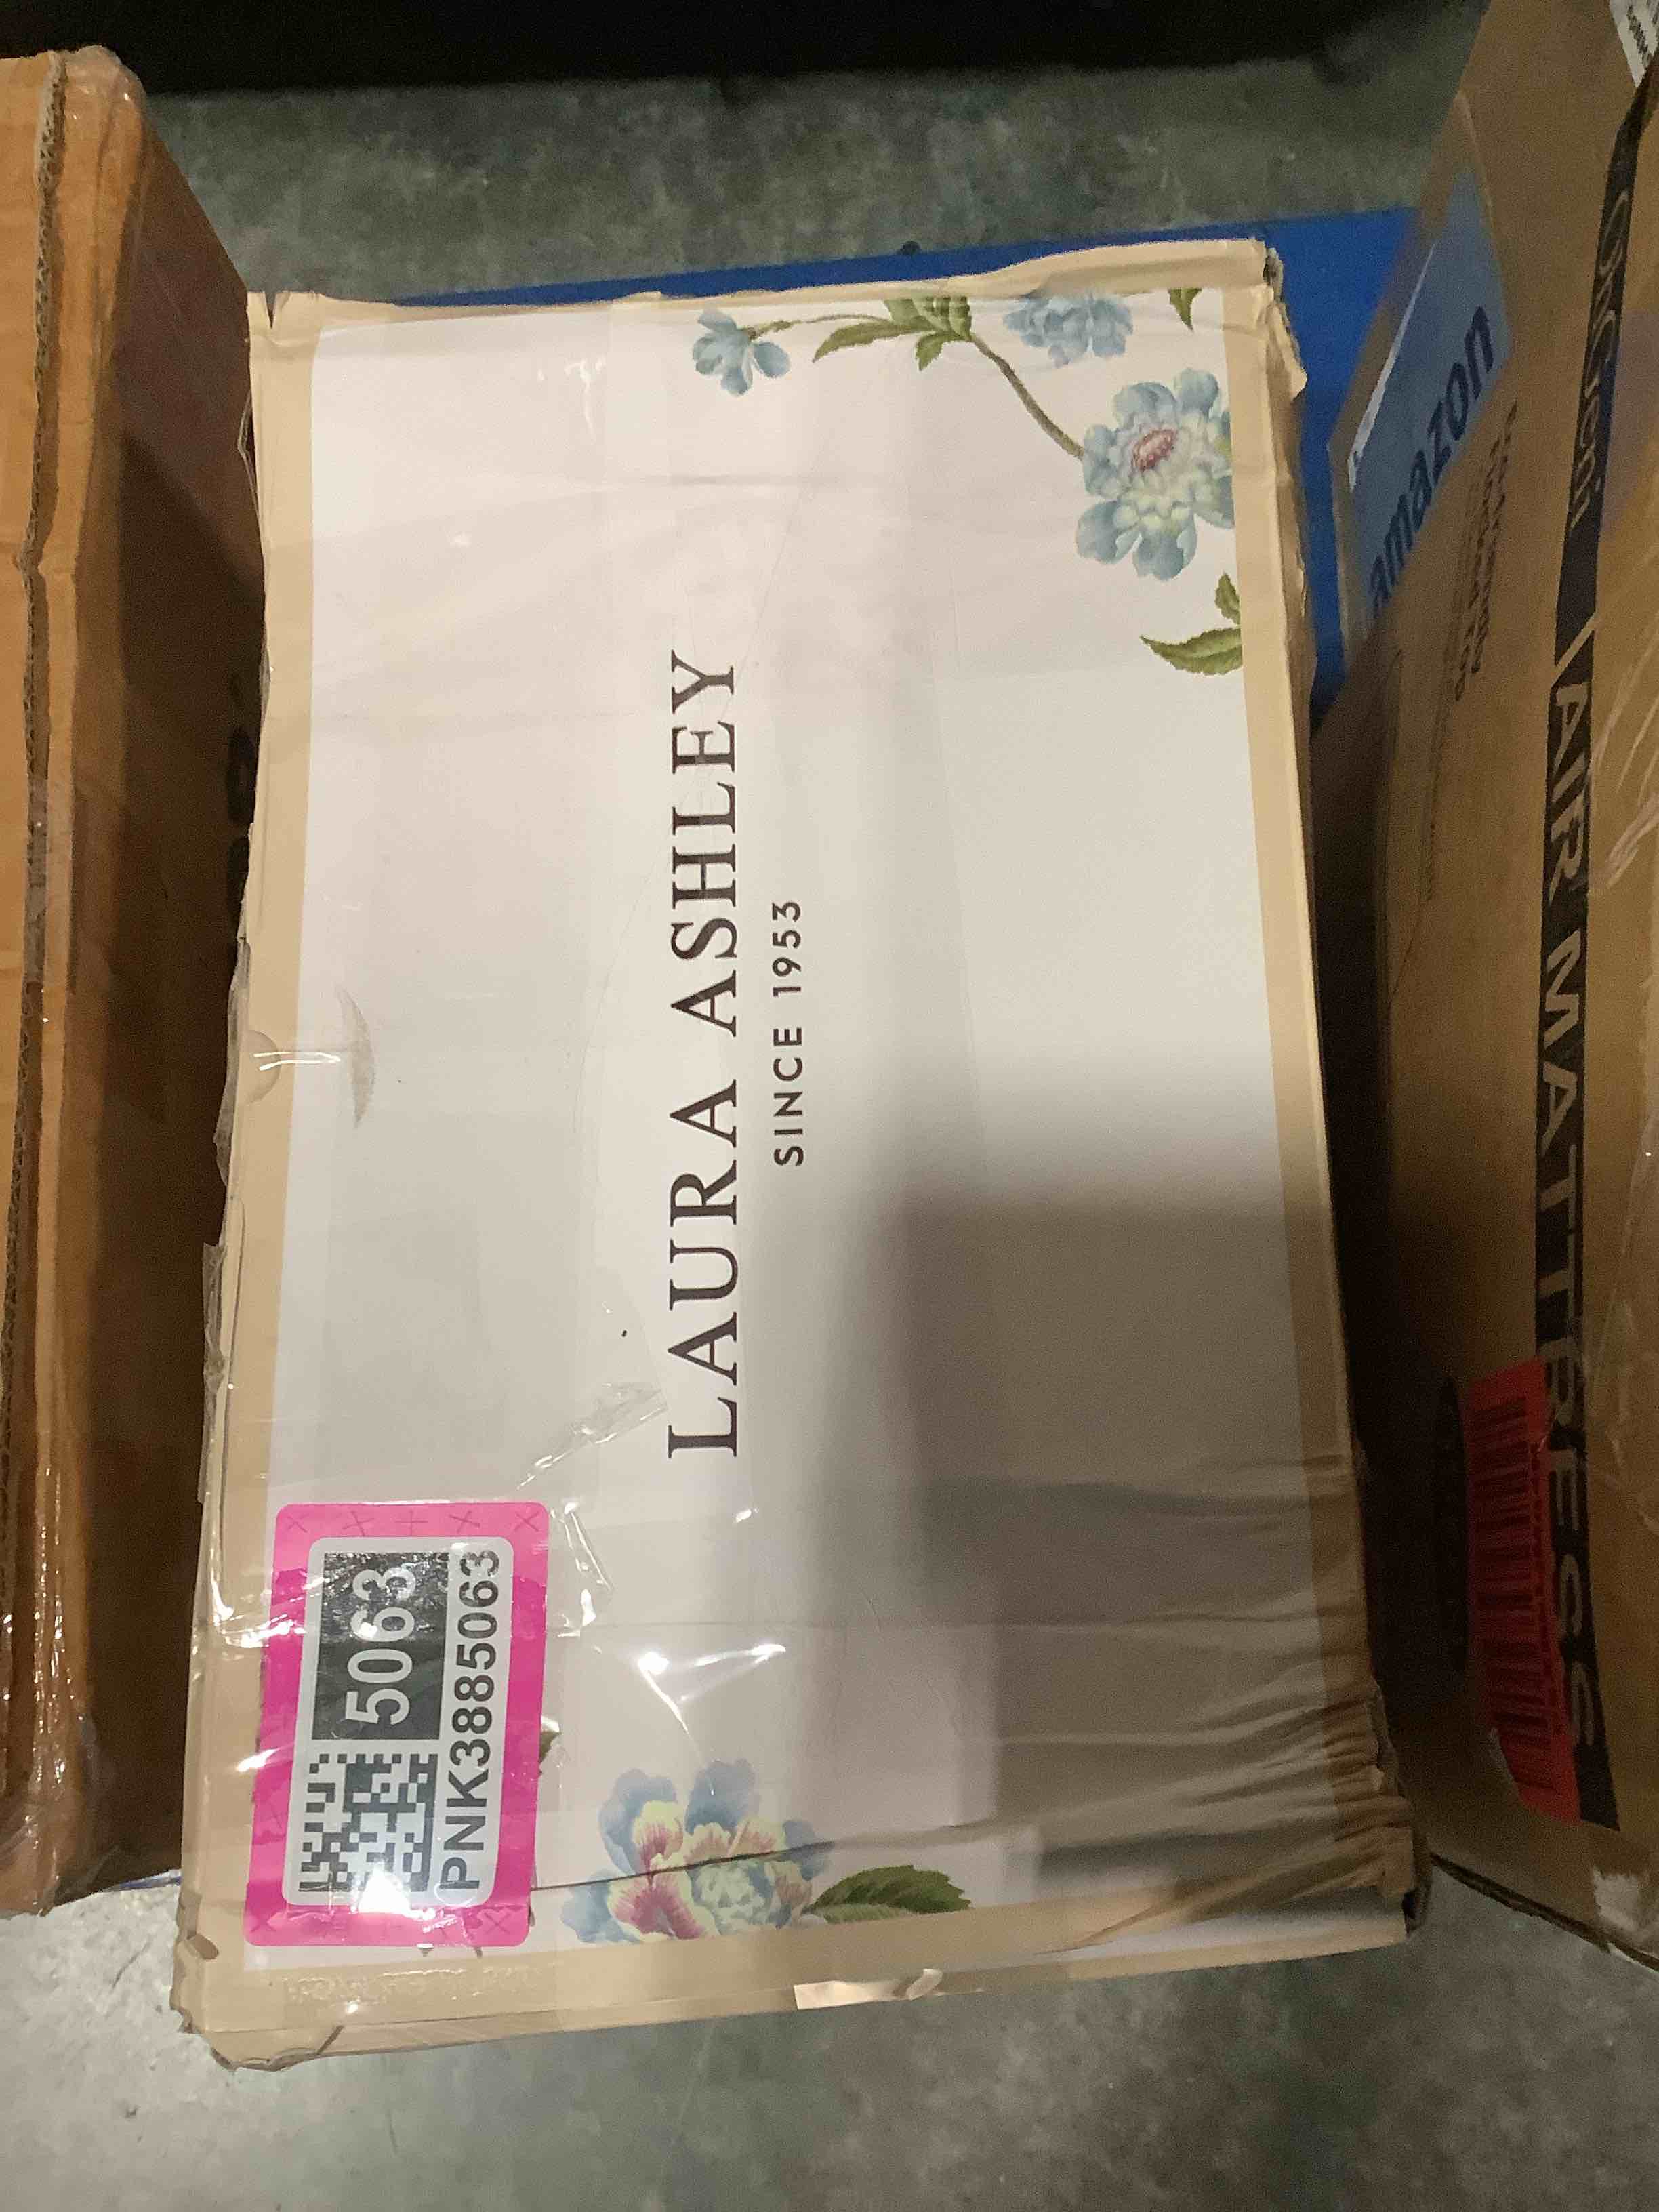 LAURA ASHLEY
SINCE 1953
5063
PNK3885063
amazon
AIR MATTRESS